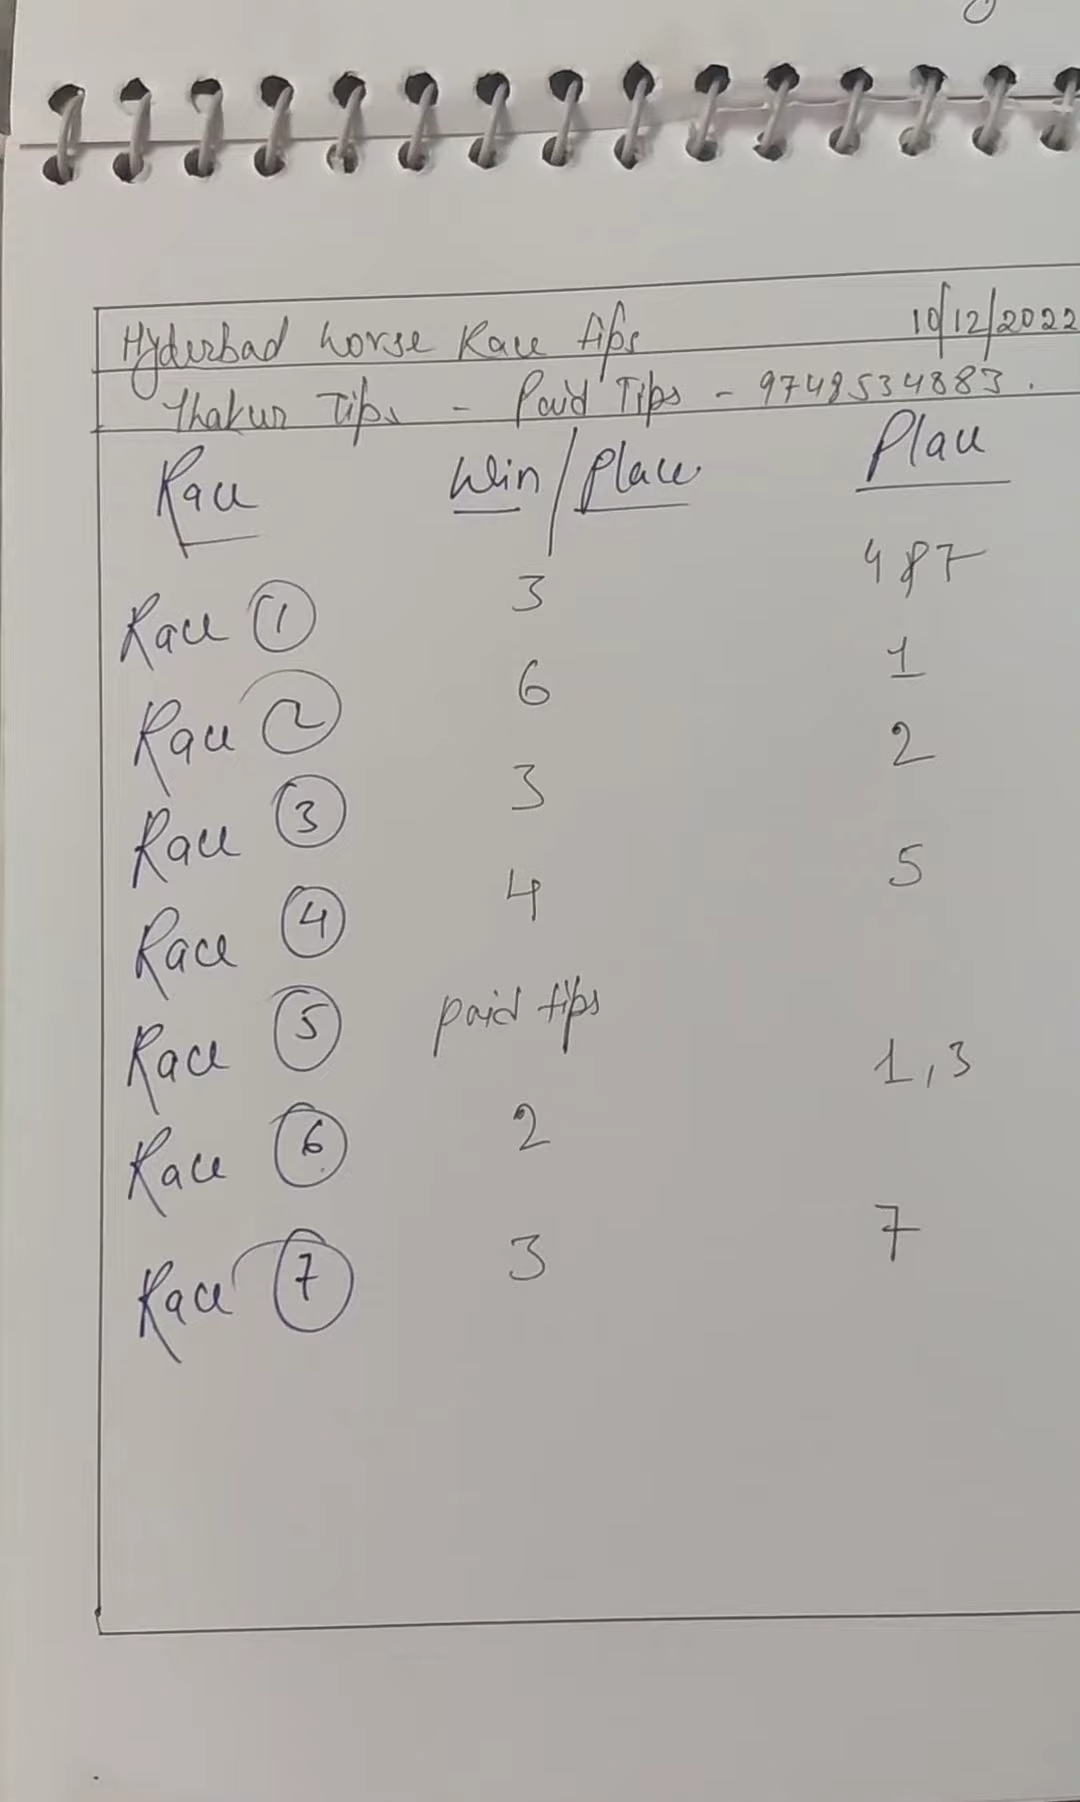 Hyderbad horse Race tips 10/12/2022
Thakur Tips - Paid Tips - 9748534883.
Race Win/Place Place
Race 1 3 4 & 7
Race 2 6 1
Race 3 3 2
Race 4 4 5
Race 5 paid tips
Race 6 2 1,3
Race 7 3 7